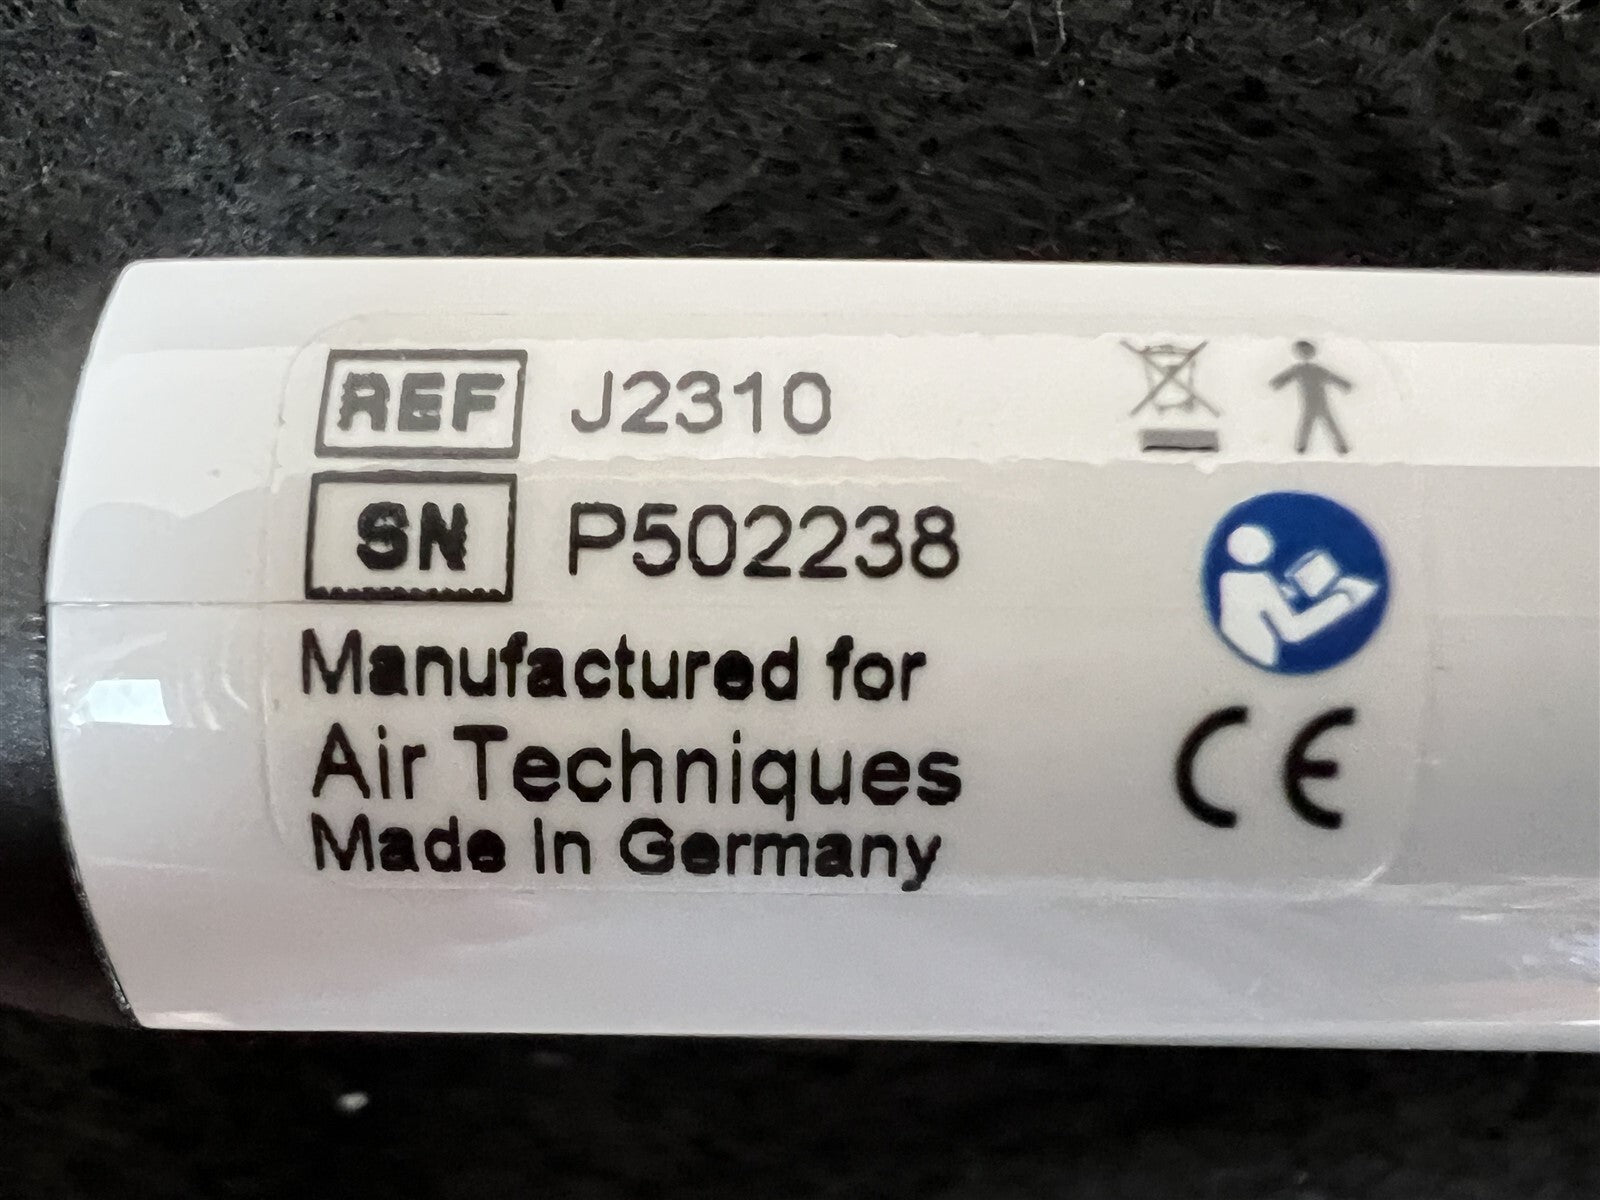 REF J2310
SN P502238
Manufactured for
Air Techniques
Made In Germany
CE